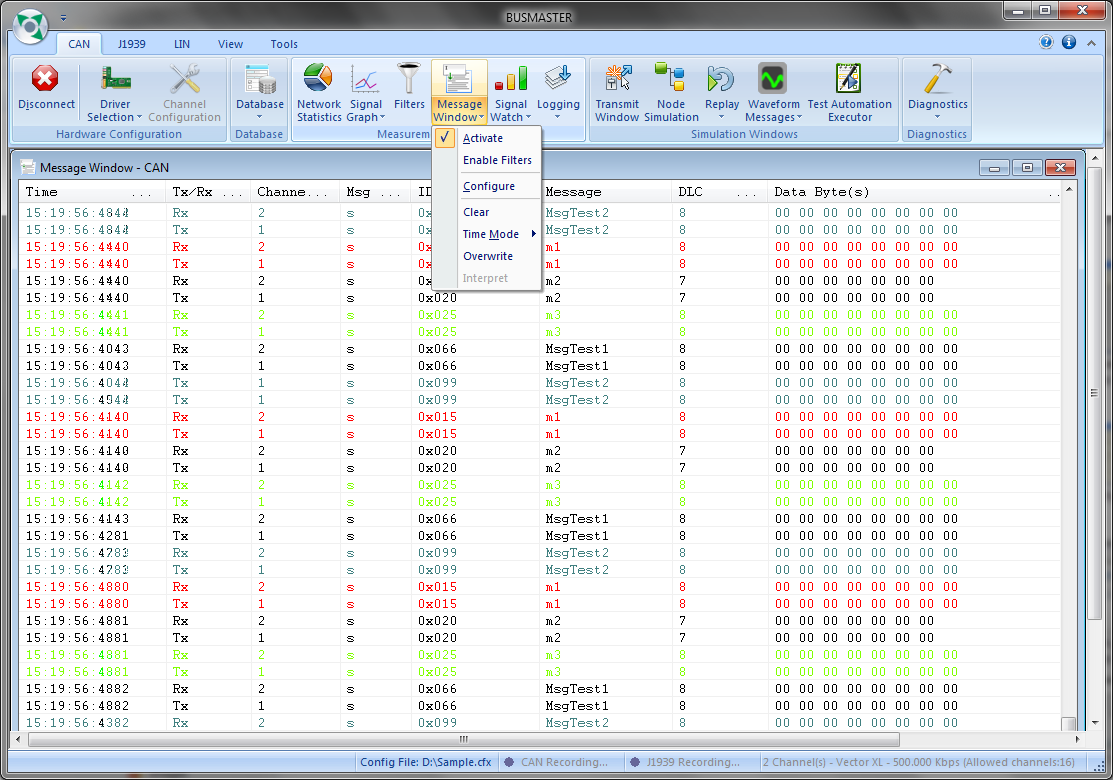 BUSMASTER
CAN J1939 LIN View Tools
Disconnect Driver Selection Channel Configuration
Hardware Configuration
Database
Database
Network Statistics Signal Graph Filters Message Window Signal Watch Logging
Measurem
Transmit Window Node Simulation Replay Waveform Messages Test Automation Executor
Simulation Windows
Diagnostics
Diagnostics
Activate
Enable Filters
Configure
Clear
Time Mode
Overwrite
Interpret
Message Window - CAN
Time ... Tx/Rx ... Channe... Msg ... ID Message DLC ... Data Byte(s) ..
15:19:56:484 Rx 2 s 0x MsgTest2 8 00 00 00 00 00 00 00 00
15:19:56:484 Tx 1 s 0x MsgTest2 8 00 00 00 00 00 00 00 00
15:19:56:4440 Rx 2 s 0x m1 8 00 00 00 00 00 00 00 00
15:19:56:4440 Tx 1 s 0x m1 8 00 00 00 00 00 00 00 00
15:19:56:4440 Rx 2 s 0x m2 7 00 00 00 00 00 00 00
15:19:56:4440 Tx 1 s 0x020 m2 7 00 00 00 00 00 00 00
15:19:56:4441 Rx 2 s 0x025 m3 8 00 00 00 00 00 00 00 00
15:19:56:4441 Tx 1 s 0x025 m3 8 00 00 00 00 00 00 00 00
15:19:56:4043 Rx 2 s 0x066 MsgTest1 8 00 00 00 00 00 00 00 00
15:19:56:4043 Tx 1 s 0x066 MsgTest1 8 00 00 00 00 00 00 00 00
15:19:56:4044 Rx 2 s 0x099 MsgTest2 8 00 00 00 00 00 00 00 00
15:19:56:4944 Tx 1 s 0x099 MsgTest2 8 00 00 00 00 00 00 00 00
15:19:56:4140 Rx 2 s 0x015 m1 8 00 00 00 00 00 00 00 00
15:19:56:4140 Tx 1 s 0x015 m1 8 00 00 00 00 00 00 00 00
15:19:56:4140 Rx 2 s 0x020 m2 7 00 00 00 00 00 00 00
15:19:56:4140 Tx 1 s 0x020 m2 7 00 00 00 00 00 00 00
15:19:56:4142 Rx 2 s 0x025 m3 8 00 00 00 00 00 00 00 00
15:19:56:4142 Tx 1 s 0x025 m3 8 00 00 00 00 00 00 00 00
15:19:56:4143 Rx 2 s 0x066 MsgTest1 8 00 00 00 00 00 00 00 00
15:19:56:4281 Tx 1 s 0x066 MsgTest1 8 00 00 00 00 00 00 00 00
15:19:56:4783 Rx 2 s 0x099 MsgTest2 8 00 00 00 00 00 00 00 00
15:19:56:4783 Tx 1 s 0x099 MsgTest2 8 00 00 00 00 00 00 00 00
15:19:56:4880 Rx 2 s 0x015 m1 8 00 00 00 00 00 00 00 00
15:19:56:4880 Tx 1 s 0x015 m1 8 00 00 00 00 00 00 00 00
15:19:56:4881 Rx 2 s 0x020 m2 7 00 00 00 00 00 00 00
15:19:56:4881 Tx 1 s 0x020 m2 7 00 00 00 00 00 00 00
15:19:56:4881 Rx 2 s 0x025 m3 8 00 00 00 00 00 00 00 00
15:19:56:4881 Tx 1 s 0x025 m3 8 00 00 00 00 00 00 00 00
15:19:56:4882 Rx 2 s 0x066 MsgTest1 8 00 00 00 00 00 00 00 00
15:19:56:4882 Tx 1 s 0x066 MsgTest1 8 00 00 00 00 00 00 00 00
15:19:56:4382 Rx 2 s 0x099 MsgTest2 8 00 00 00 00 00 00 00 00
Config File: D:\Sample.cfx CAN Recording... J1939 Recording... 2 Channel(s) - Vector XL - 500.000 Kbps (Allowed channels:16)